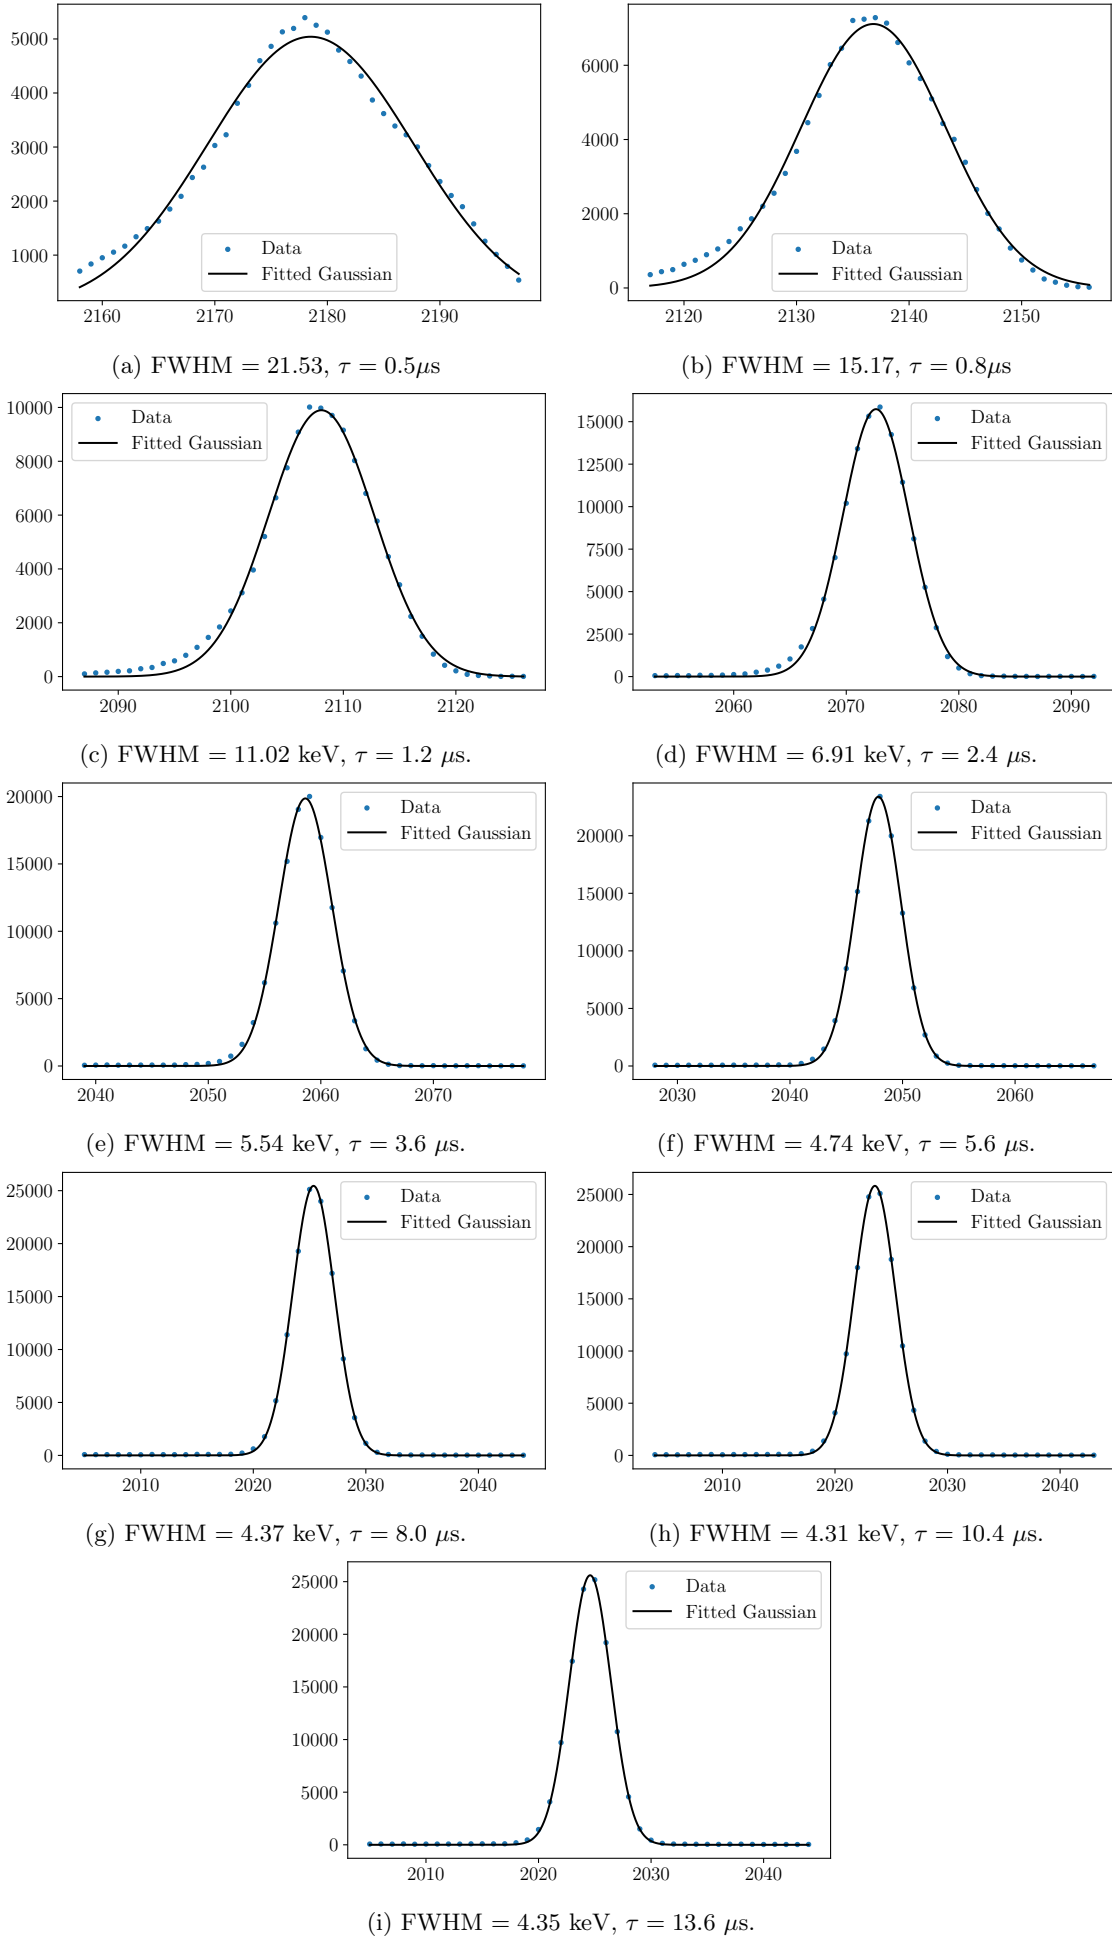 5000
4000
3000
2000
1000
Data
Fitted Gaussian
2160 2170 2180 2190
(a) FWHM = 21.53, τ = 0.5μs
6000
4000
2000
0
Data
Fitted Gaussian
2120 2130 2140 2150
(b) FWHM = 15.17, τ = 0.8μs
10000
8000
6000
4000
2000
0
Data
Fitted Gaussian
2090 2100 2110 2120
(c) FWHM = 11.02 keV, τ = 1.2 μs.
15000
12500
10000
7500
5000
2500
0
Data
Fitted Gaussian
2060 2070 2080 2090
(d) FWHM = 6.91 keV, τ = 2.4 μs.
20000
15000
10000
5000
0
Data
Fitted Gaussian
2040 2050 2060 2070
(e) FWHM = 5.54 keV, τ = 3.6 μs.
20000
15000
10000
5000
0
Data
Fitted Gaussian
2030 2040 2050 2060
(f) FWHM = 4.74 keV, τ = 5.6 μs.
25000
20000
15000
10000
5000
0
Data
Fitted Gaussian
2010 2020 2030 2040
(g) FWHM = 4.37 keV, τ = 8.0 μs.
25000
20000
15000
10000
5000
0
Data
Fitted Gaussian
2010 2020 2030 2040
(h) FWHM = 4.31 keV, τ = 10.4 μs.
25000
20000
15000
10000
5000
0
Data
Fitted Gaussian
2010 2020 2030 2040
(i) FWHM = 4.35 keV, τ = 13.6 μs.